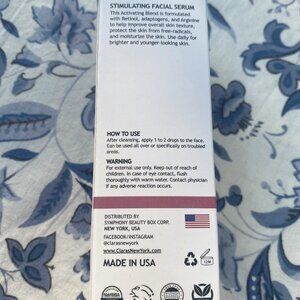 STIMULATING FACIAL SERUM
This Activating Blend is formulated
with Retinol, adaptogens, and Arginine
to help improve overall skin texture,
protect the skin from free-radicals,
and moisturize the skin. Use daily for
brighter and younger-looking skin.
HOW TO USE
After cleansing, apply 1 to 2 drops to the face.
Can be used all over or specifically on troubled
areas.
WARNING
For external use only. Keep out of reach of
children. In case of eye contact, flush
thoroughly with warm water. Contact physician
if any adverse reaction occurs.
DISTRIBUTED BY
SYMPHONY BEAUTY BOX CORP.
NEW YORK, USA
FACEBOOK/INSTAGRAM
@clarasnewyork
www.ClarasNewYork.com
12M
MADE IN USA